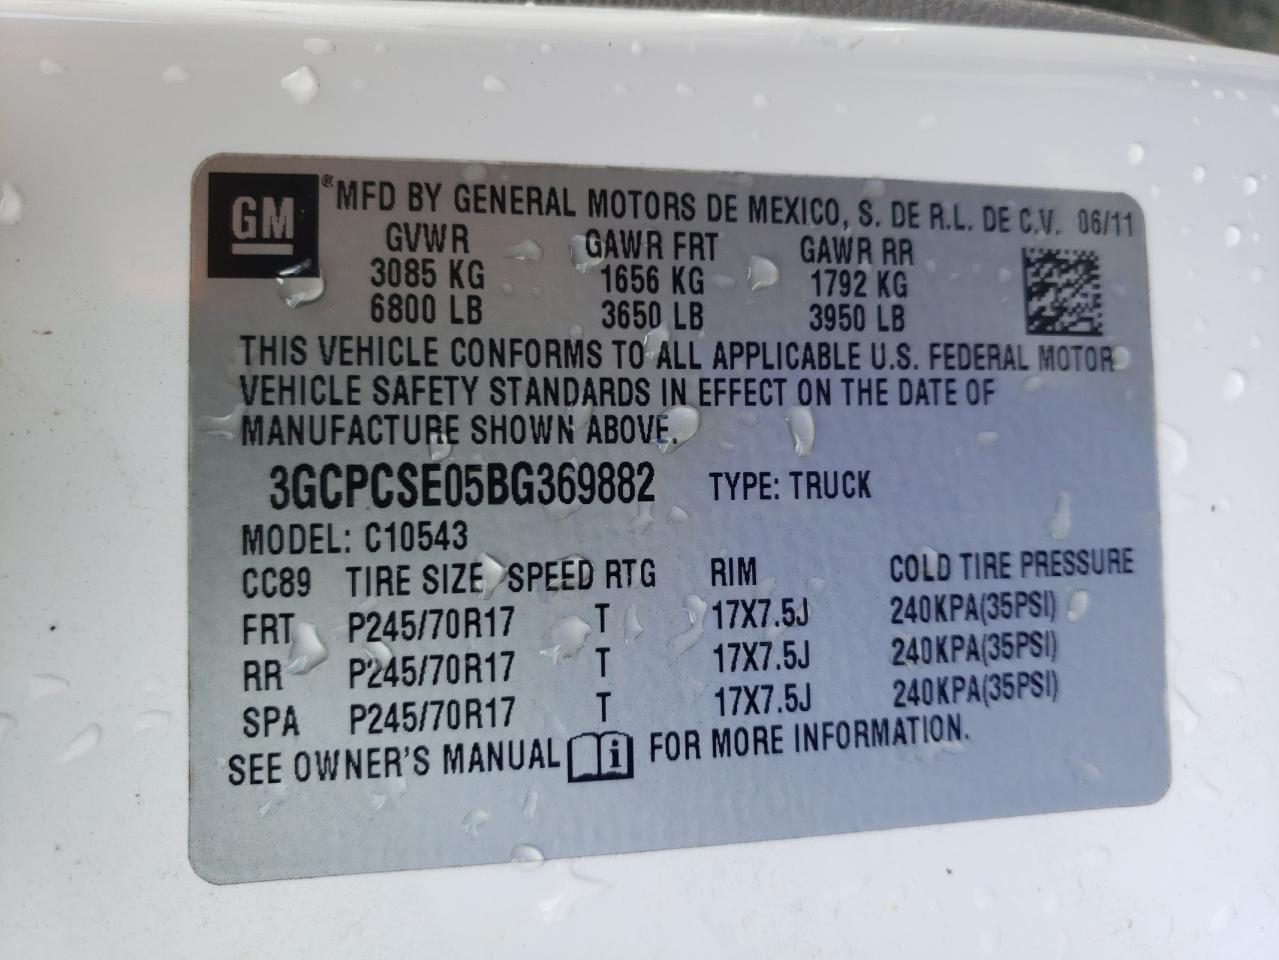 GM ® MFD BY GENERAL MOTORS DE MEXICO, S. DE R.L. DE C.V. 06/11
GVWR GAWR FRT GAWR RR
3085 KG 1656 KG 1792 KG
6800 LB 3650 LB 3950 LB
THIS VEHICLE CONFORMS TO ALL APPLICABLE U.S. FEDERAL MOTOR
VEHICLE SAFETY STANDARDS IN EFFECT ON THE DATE OF
MANUFACTURE SHOWN ABOVE.
3GCPCSE05BG369882 TYPE: TRUCK
MODEL: C10543
CC89 TIRE SIZE SPEED RTG RIM COLD TIRE PRESSURE
FRT P245/70R17 T 17X7.5J 240KPA(35PSI)
RR P245/70R17 T 17X7.5J 240KPA(35PSI)
SPA P245/70R17 T 17X7.5J 240KPA(35PSI)
SEE OWNER'S MANUAL i FOR MORE INFORMATION.